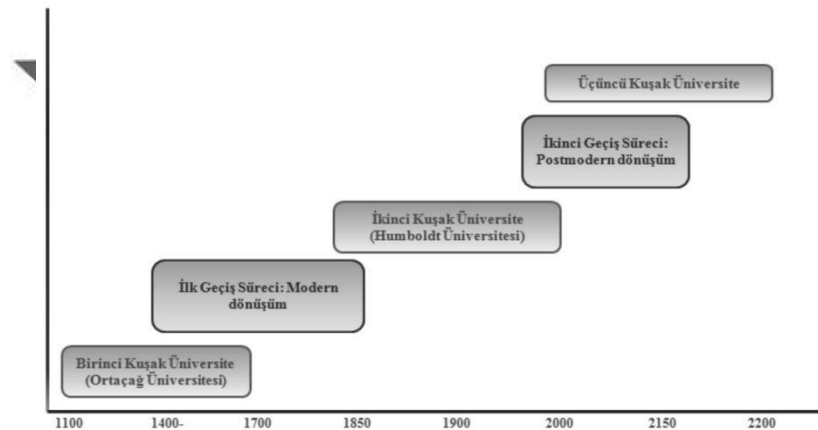 Üçüncü Kuşak Üniversite
İkinci Geçiş Süreci:
Postmodern dönüşüm
İkinci Kuşak Üniversite
(Humboldt Üniversitesi)
İlk Geçiş Süreci: Modern
dönüşüm
Birinci Kuşak Üniversite
(Ortaçağ Üniversitesi)
1100 1400- 1700 1850 1900 2000 2150 2200